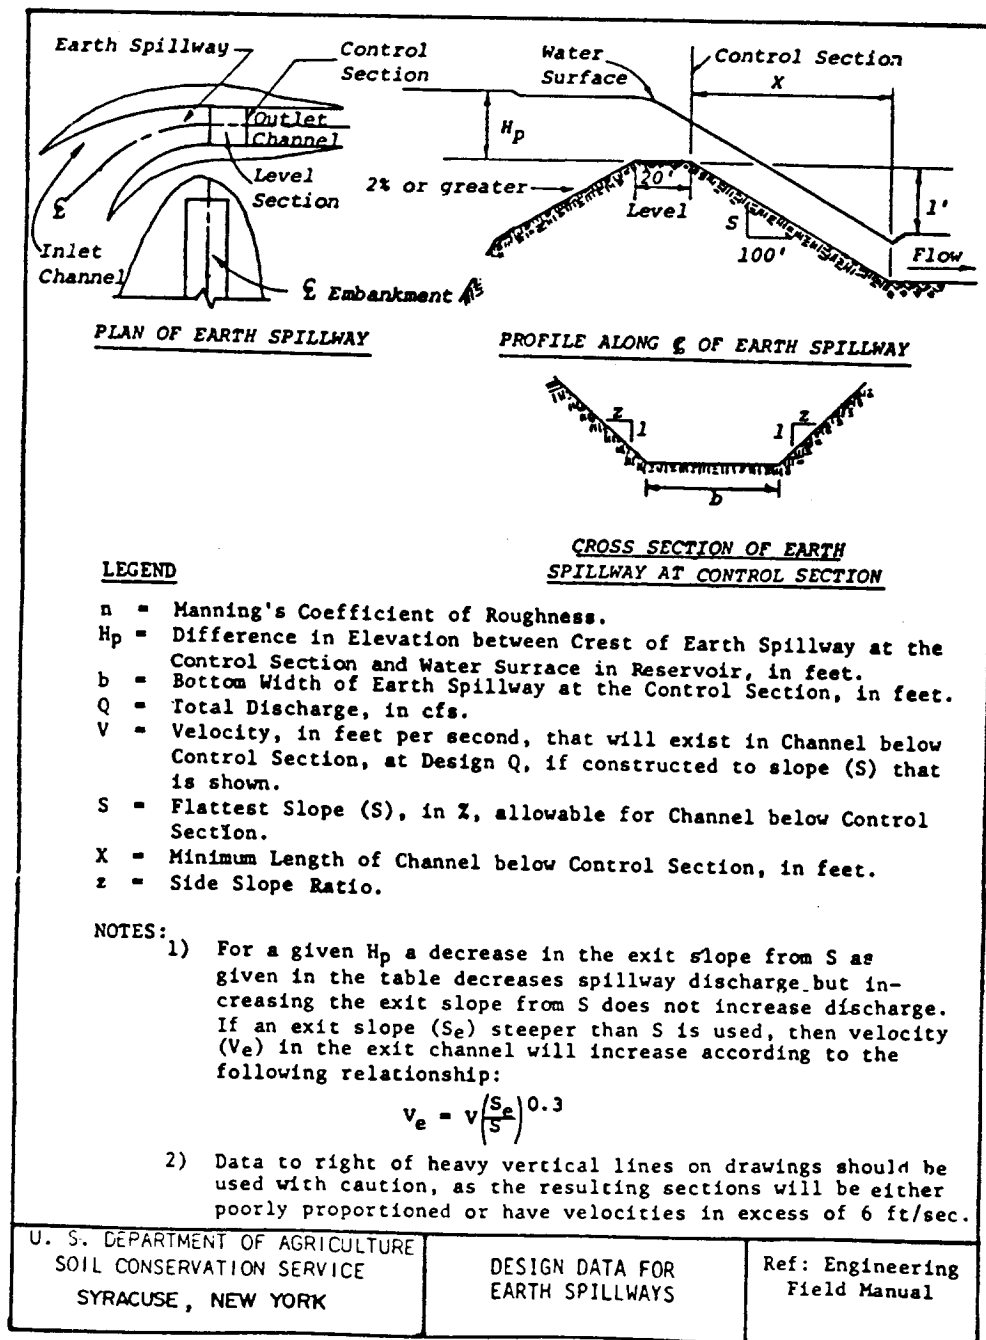 Earth Spillway
Control
Section
Outlet
Channel
Level
Section
℄
Inlet
Channel
℄ Embankment
PLAN OF EARTH SPILLWAY
Water
Surface
Control Section
X
Hp
20'
2% or greater
Level
S
100'
1'
Flow
PROFILE ALONG ℄ OF EARTH SPILLWAY
z
1
z
1
b
CROSS SECTION OF EARTH
SPILLWAY AT CONTROL SECTION
LEGEND
n = Manning's Coefficient of Roughness.
Hp = Difference in Elevation between Crest of Earth Spillway at the
Control Section and Water Surface in Reservoir, in feet.
b = Bottom Width of Earth Spillway at the Control Section, in feet.
Q = Total Discharge, in cfs.
V = Velocity, in feet per second, that will exist in Channel below
Control Section, at Design Q, if constructed to slope (S) that
is shown.
S = Flattest Slope (S), in %, allowable for Channel below Control
Section.
X = Minimum Length of Channel below Control Section, in feet.
z = Side Slope Ratio.
NOTES:
1) For a given Hp a decrease in the exit slope from S as
given in the table decreases spillway discharge but in-
creasing the exit slope from S does not increase discharge.
If an exit slope (Se) steeper than S is used, then velocity
(Ve) in the exit channel will increase according to the
following relationship:
Ve = V(Se/S)^0.3
2) Data to right of heavy vertical lines on drawings should be
used with caution, as the resulting sections will be either
poorly proportioned or have velocities in excess of 6 ft/sec.
U. S. DEPARTMENT OF AGRICULTURE
SOIL CONSERVATION SERVICE
SYRACUSE, NEW YORK
DESIGN DATA FOR
EARTH SPILLWAYS
Ref: Engineering
Field Manual